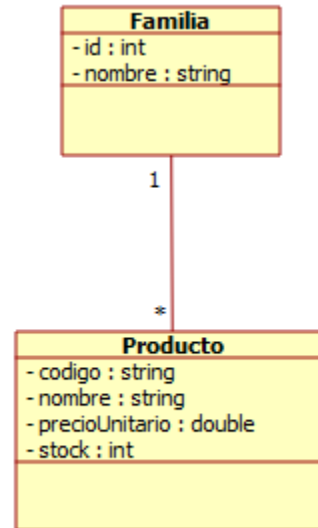 Familia
- id : int
- nombre : string
1
*
Producto
- codigo : string
- nombre : string
- precioUnitario : double
- stock : int